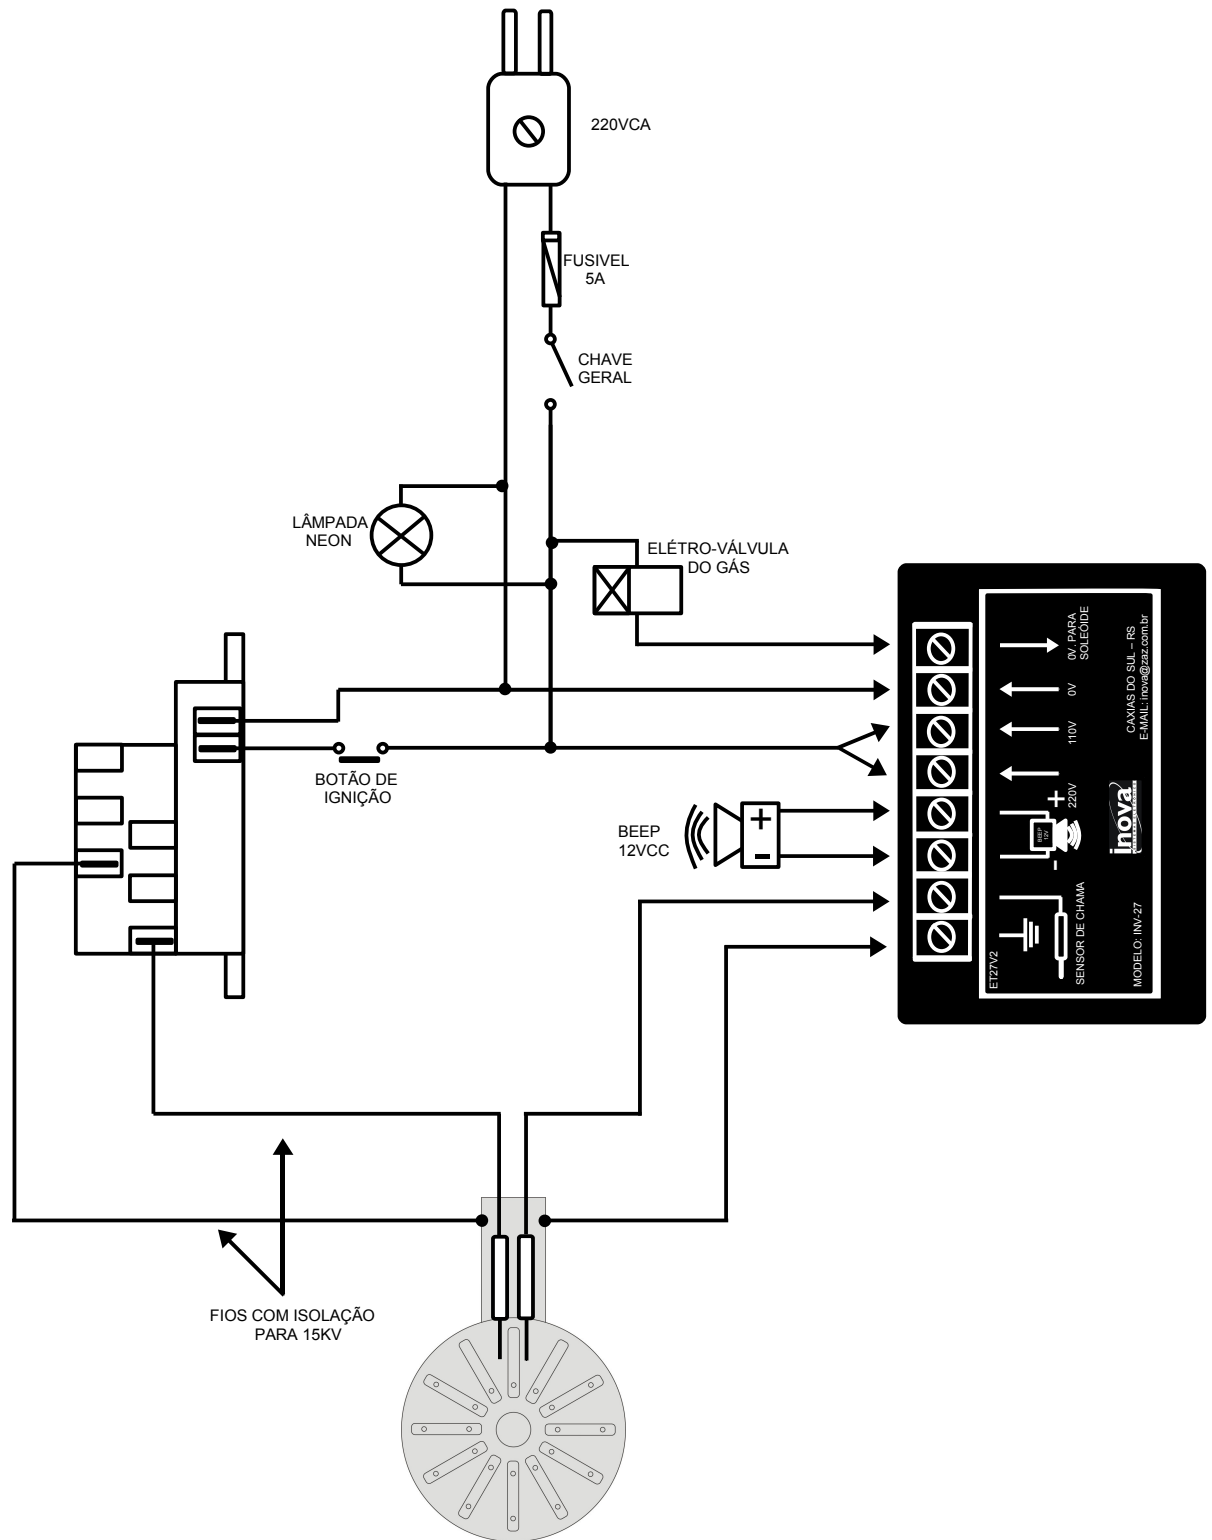 220VCA
FUSIVEL
5A
CHAVE
GERAL
LÂMPADA
NEON
ELÉTRO-VÁLVULA
DO GÁS
BOTÃO DE
IGNIÇÃO
BEEP
12VCC
+
-
0V. PARA
SOLEÓIDE
0V
110V
220V
+
BEEP
12V
-
SENSOR DE CHAMA
ET27V2
CAXIAS DO SUL – RS
E-MAIL: inova@zaz.com.br
inova
MODELO: INV-27
FIOS COM ISOLAÇÃO
PARA 15KV